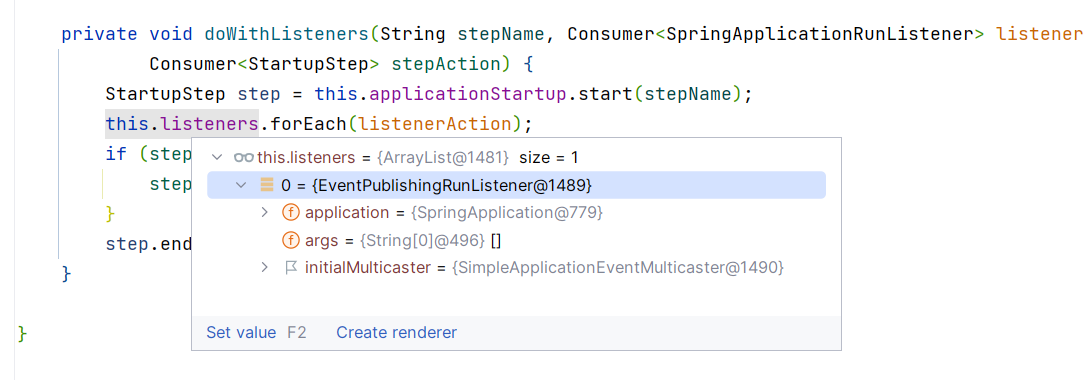 private void doWithListeners(String stepName, Consumer<SpringApplicationRunListener> listener
Consumer<StartupStep> stepAction) {
StartupStep step = this.applicationStartup.start(stepName);
this.listeners.forEach(listenerAction);
if (step
this.listeners = {ArrayList@1481} size = 1
step
0 = {EventPublishingRunListener@1489}
}
application = {SpringApplication@779}
step.end
args = {String[0]@496} []
}
initialMulticaster = {SimpleApplicationEventMulticaster@1490}
Set value F2 Create renderer
}